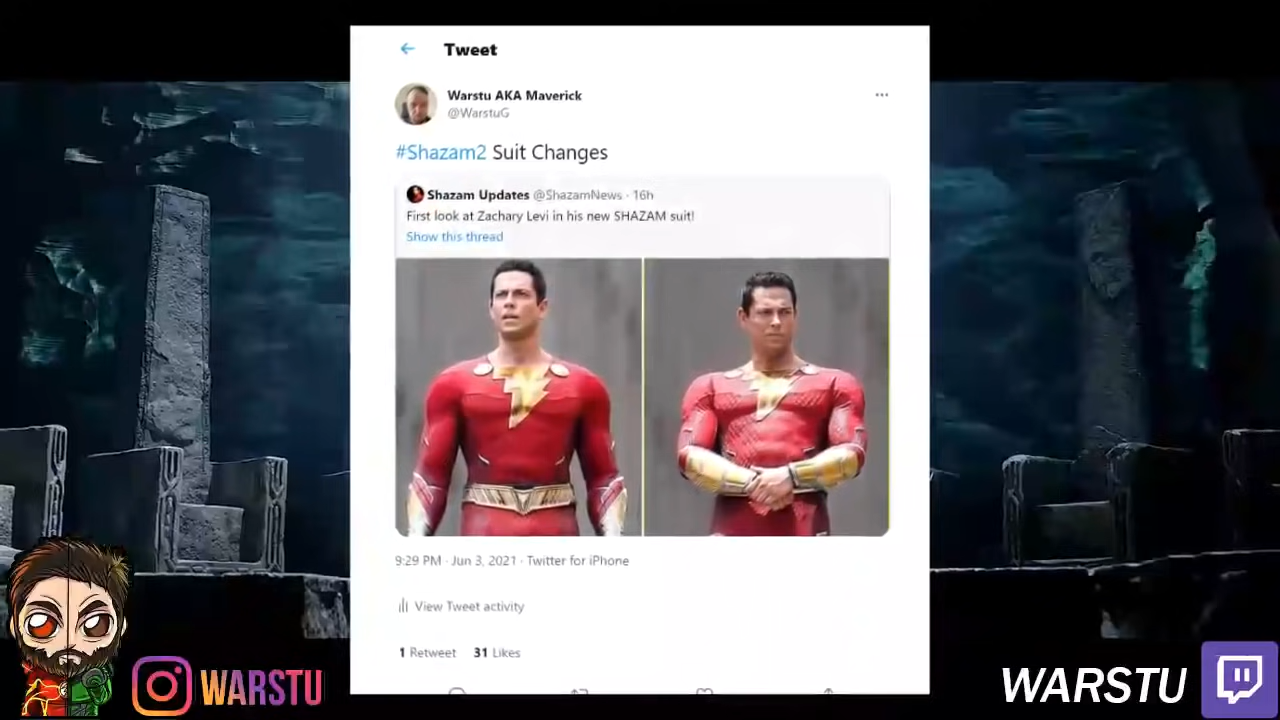 Tweet
Warstu AKA Maverick
@WarstuG
#Shazam2 Suit Changes
Shazam Updates @ShazamNews · 16h
First look at Zachary Levi in his new SHAZAM suit!
Show this thread
9:29 PM · Jun 3, 2021 · Twitter for iPhone
View Tweet activity
1 Retweet 31 Likes
WARSTU
WARSTU